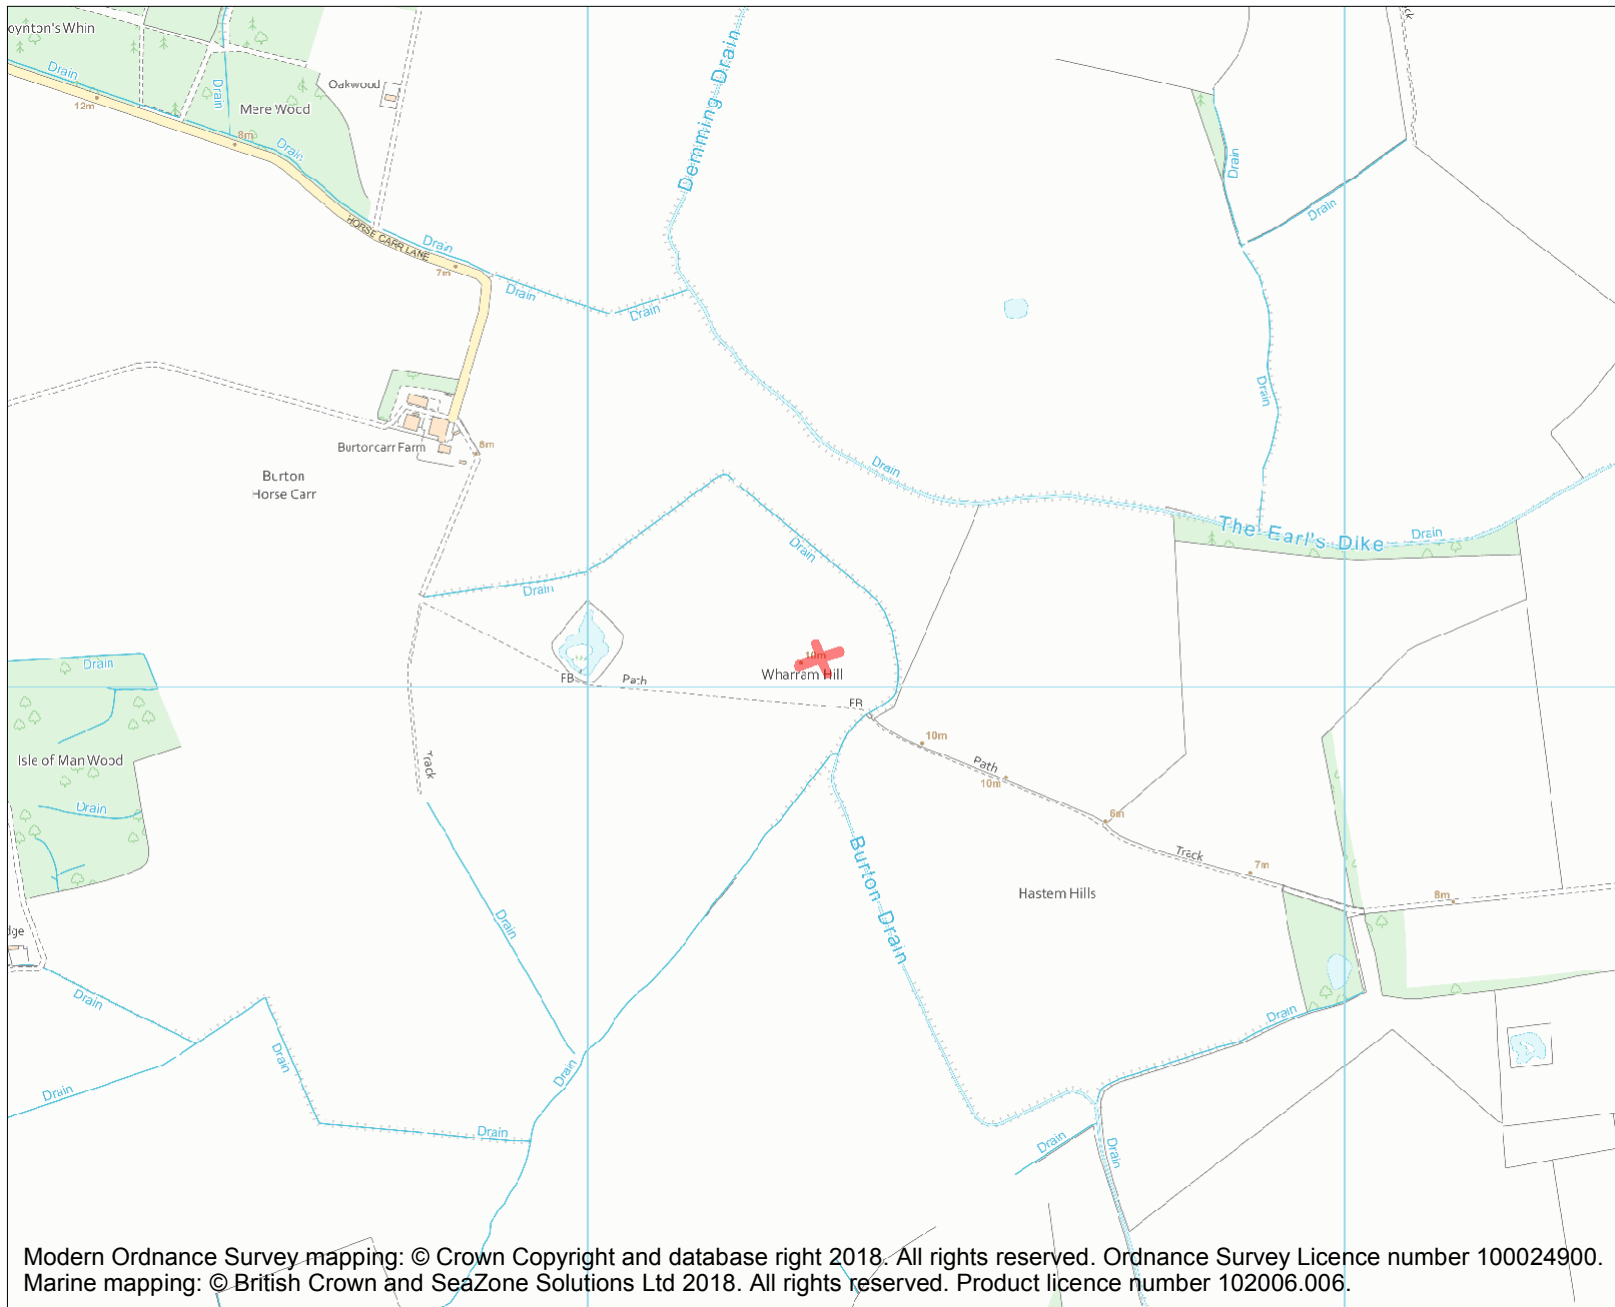 oynton's Whin
ck
Drain
Drain
Oakwood
12m
Mere Wood
8m
Drain
Demming Drain
Drain
Drain
HORSE CARR LANE
Drain
7m
Drain
Drain
Drain
Burtoncarr Farm
8m
Burton
Horse Carr
Drain
The Earl's Dike
Drain
Drain
Drain
Drain
10m
Wharram Hill
FB
Path
FB
10m
Path
10m
Isle of Man Wood
Track
Drain
6m
Track
7m
Burton Drain
Hastem Hills
8m
dge
Drain
Drain
Drain
Drain
Drain
Drain
Drain
Drain
Drain
Drain
Modern Ordnance Survey mapping: © Crown Copyright and database right 2018. All rights reserved. Ordnance Survey Licence number 100024900.
Marine mapping: © British Crown and SeaZone Solutions Ltd 2018. All rights reserved. Product licence number 102006.006.